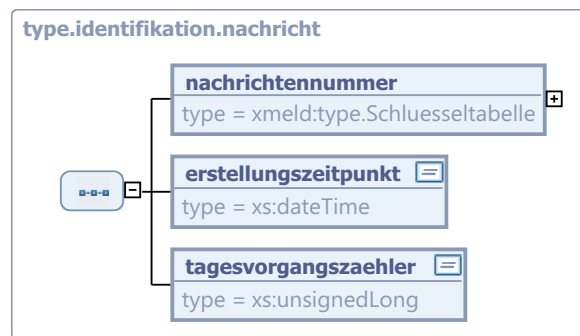 type.identifikation.nachricht
nachrichtennummer
type = xmeld:type.Schluesseltabelle
erstellungszeitpunkt
type = xs:dateTime
tagesvorgangszaehler
type = xs:unsignedLong